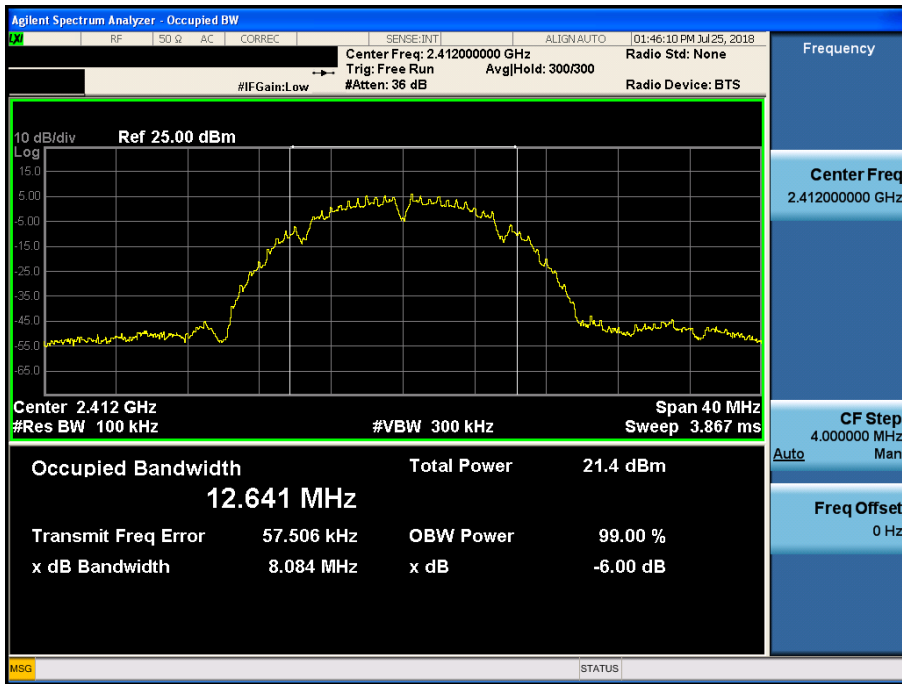 Agilent Spectrum Analyzer - Occupied BW
LXI RF 50 Ω AC CORREC SENSE:INT ALIGN AUTO 01:46:10 PM Jul 25, 2018
Center Freq: 2.412000000 GHz Radio Std: None
Trig: Free Run Avg|Hold: 300/300
#IFGain:Low #Atten: 36 dB Radio Device: BTS
10 dB/div Ref 25.00 dBm
Log
15.0
5.00
-5.00
-15.0
-25.0
-35.0
-45.0
-55.0
-65.0
Center 2.412 GHz Span 40 MHz
#Res BW 100 kHz #VBW 300 kHz Sweep 3.867 ms
Occupied Bandwidth Total Power 21.4 dBm
12.641 MHz
Transmit Freq Error 57.506 kHz OBW Power 99.00 %
x dB Bandwidth 8.084 MHz x dB -6.00 dB
MSG STATUS
Frequency
Center Freq
2.412000000 GHz
CF Step
4.000000 MHz
Auto Man
Freq Offset
0 Hz